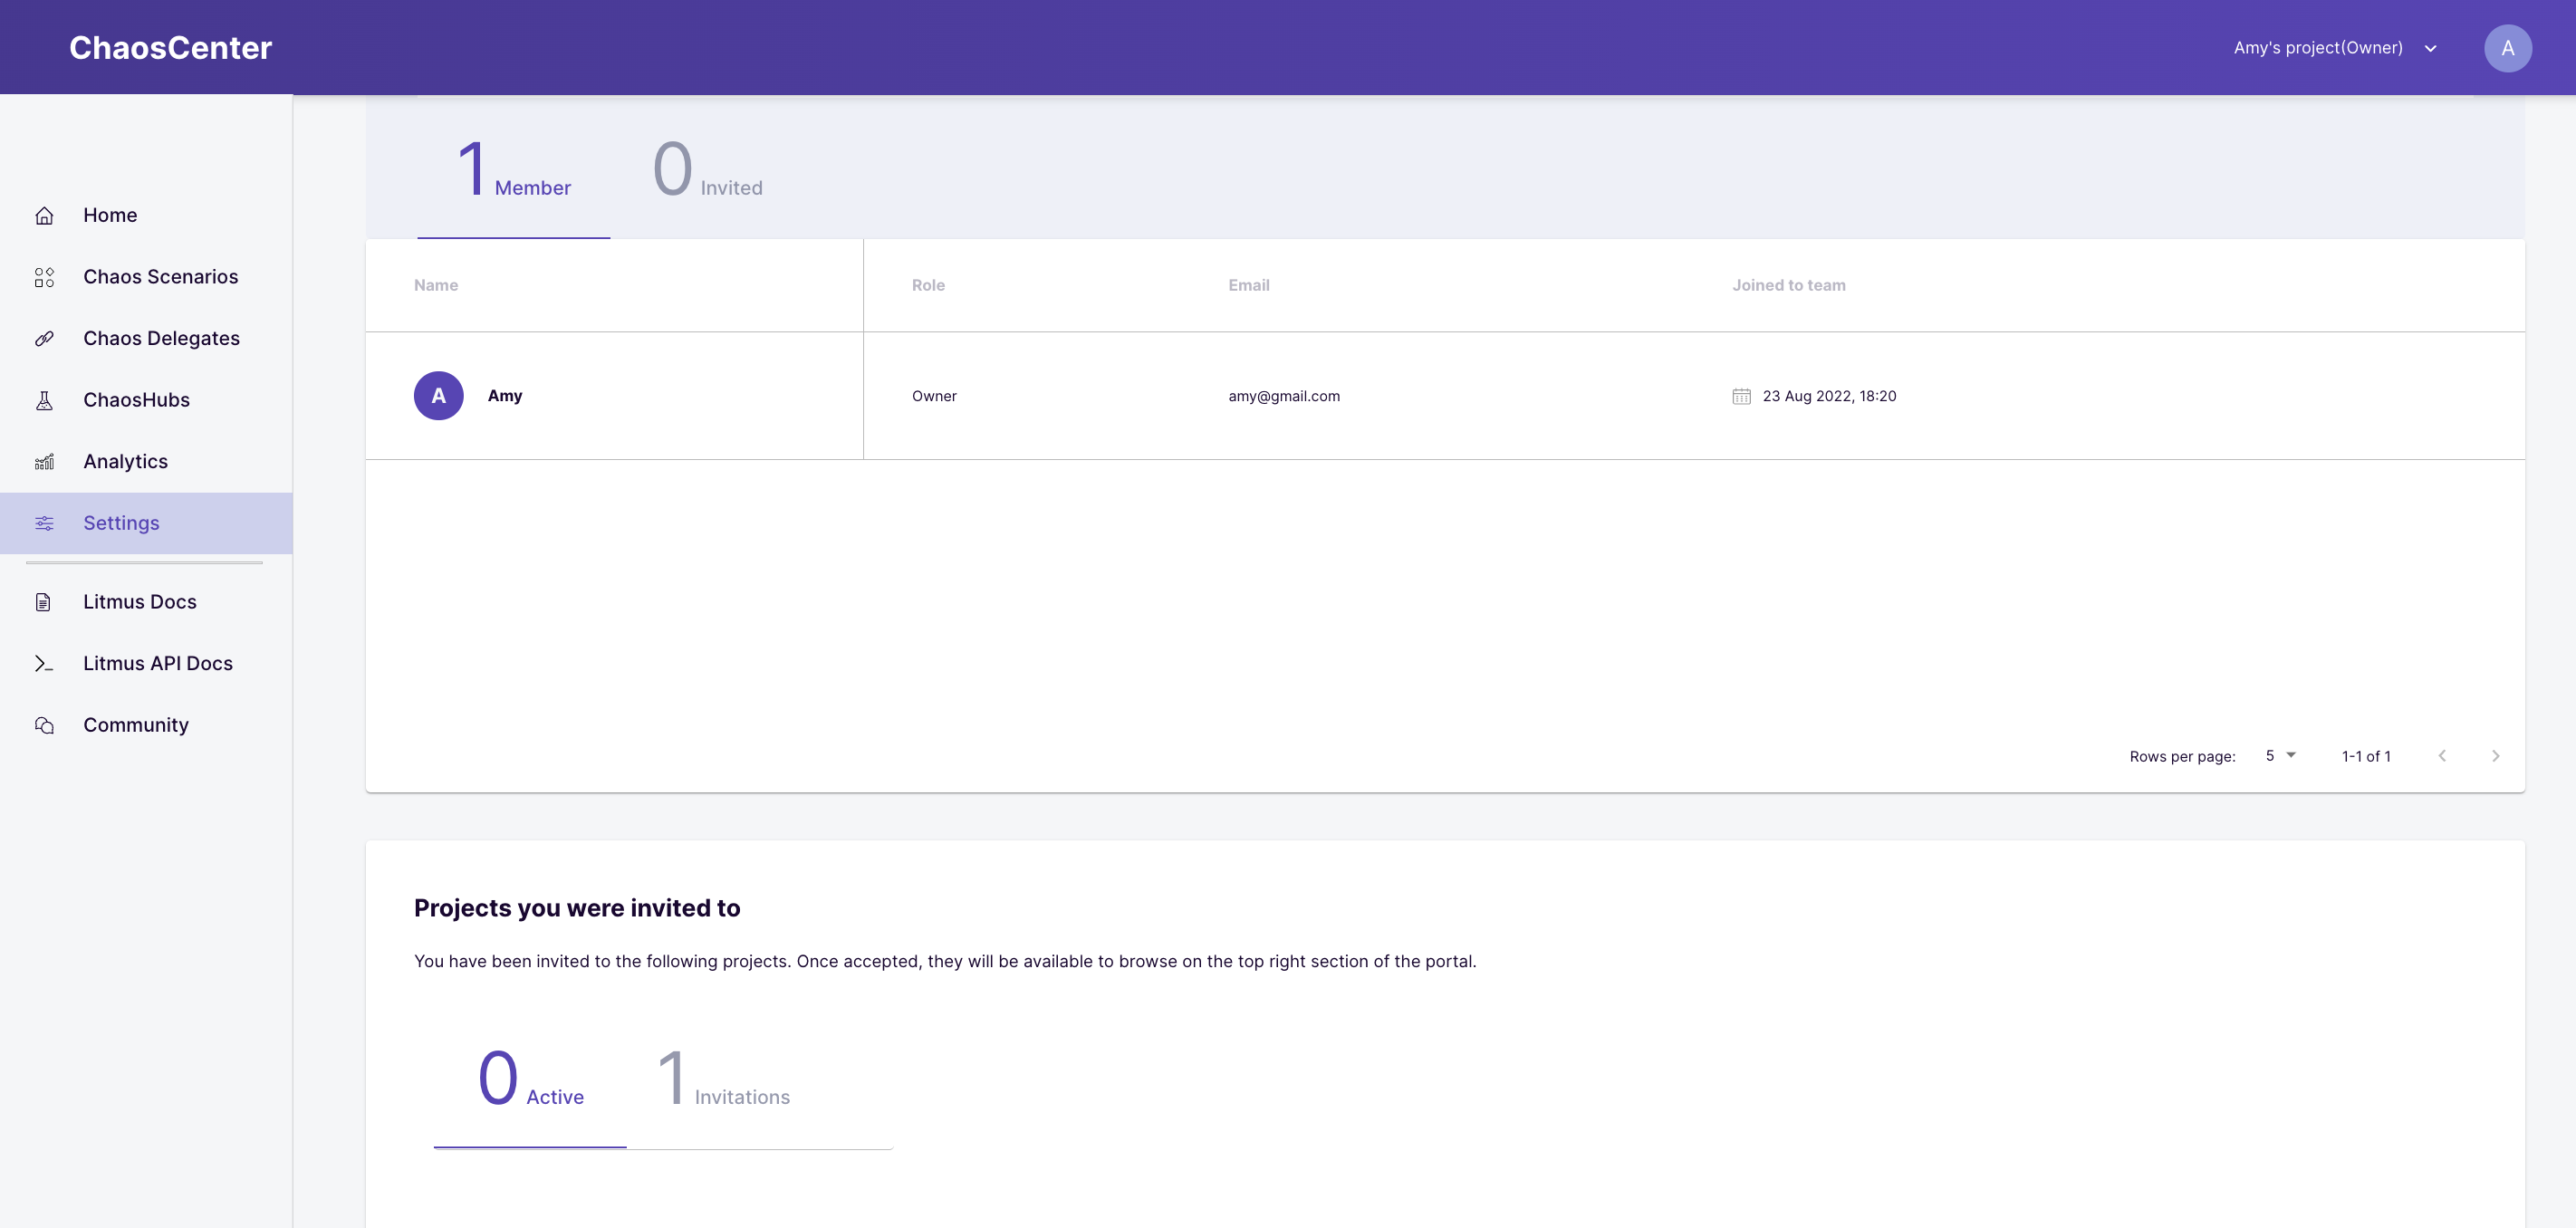 ChaosCenter
Amy's project(Owner)
A
Home
Chaos Scenarios
Chaos Delegates
ChaosHubs
Analytics
Settings
Litmus Docs
Litmus API Docs
Community
1 Member
0 Invited
Name Role Email Joined to team
A Amy Owner amy@gmail.com 23 Aug 2022, 18:20
Rows per page: 5 1-1 of 1
Projects you were invited to
You have been invited to the following projects. Once accepted, they will be available to browse on the top right section of the portal.
0 Active
1 Invitations